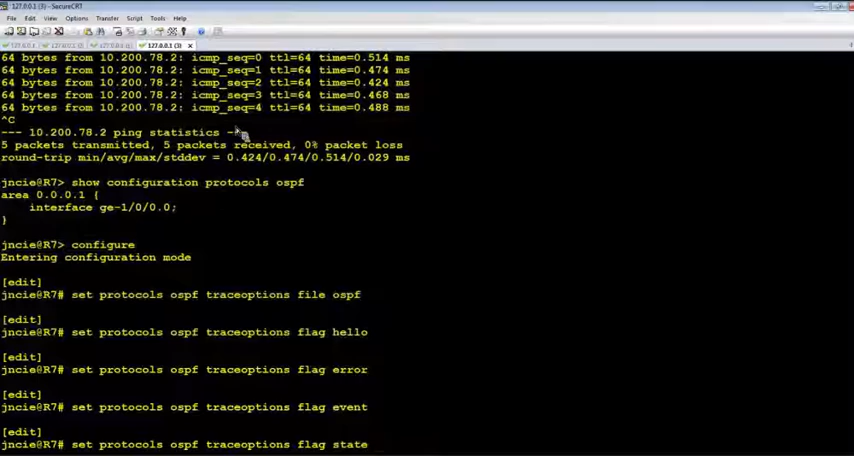 127.0.0.1 (3) - SecureCRT
File Edit View Options Transfer Script Tools Help
127.0.0.1 (3)
64 bytes from 10.200.78.2: icmp_seq=0 ttl=64 time=0.514 ms
64 bytes from 10.200.78.2: icmp_seq=1 ttl=64 time=0.474 ms
64 bytes from 10.200.78.2: icmp_seq=2 ttl=64 time=0.424 ms
64 bytes from 10.200.78.2: icmp_seq=3 ttl=64 time=0.468 ms
64 bytes from 10.200.78.2: icmp_seq=4 ttl=64 time=0.488 ms
^C
--- 10.200.78.2 ping statistics ---
5 packets transmitted, 5 packets received, 0% packet loss
round-trip min/avg/max/stddev = 0.424/0.474/0.514/0.029 ms
jncie@R7> show configuration protocols ospf
area 0.0.0.1 {
    interface ge-1/0/0.0;
}
jncie@R7> configure
Entering configuration mode
[edit]
jncie@R7# set protocols ospf traceoptions file ospf
[edit]
jncie@R7# set protocols ospf traceoptions flag hello
[edit]
jncie@R7# set protocols ospf traceoptions flag error
[edit]
jncie@R7# set protocols ospf traceoptions flag event
[edit]
jncie@R7# set protocols ospf traceoptions flag state